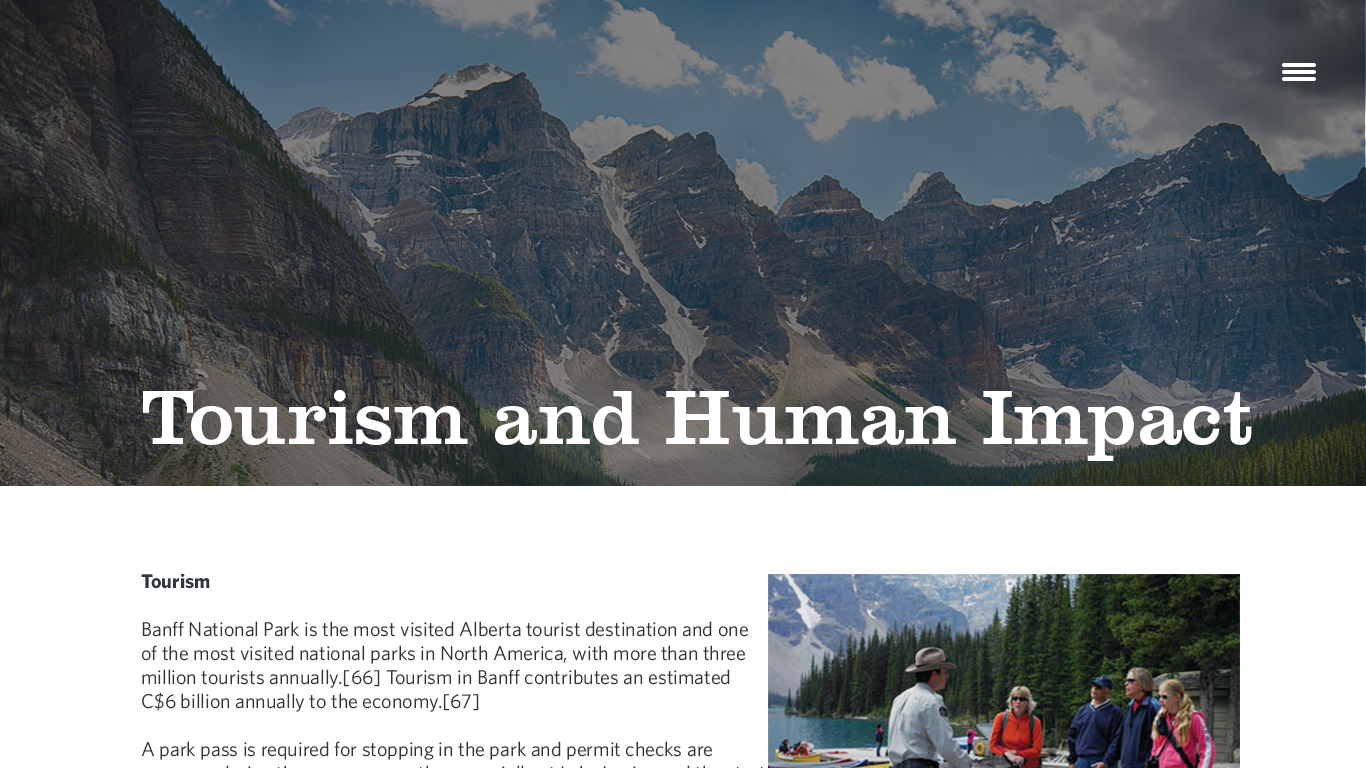 Tourism and Human Impact
Tourism
Banff National Park is the most visited Alberta tourist destination and one
of the most visited national parks in North America, with more than three
million tourists annually.[66] Tourism in Banff contributes an estimated
C$6 billion annually to the economy.[67]
A park pass is required for stopping in the park and permit checks are